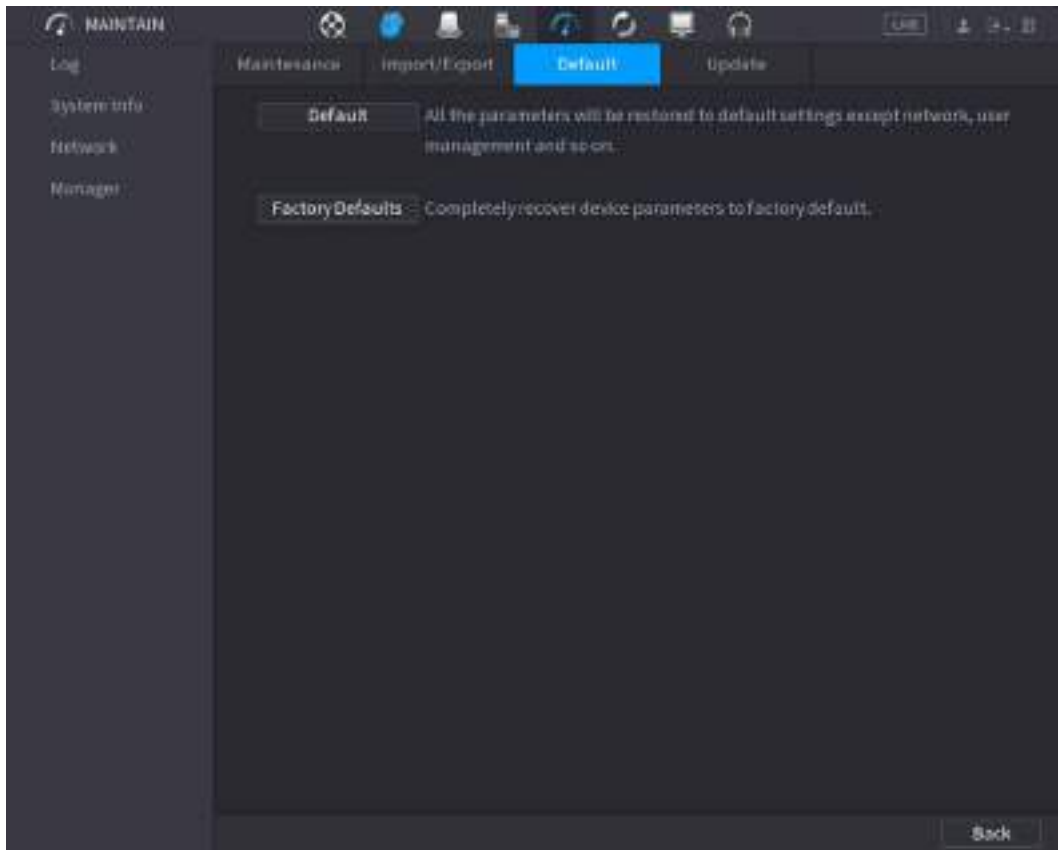 MAINTAIN
LIVE
Log
System Info
Network
Manager
Maintenance
Import/Export
Default
Update
Default
All the parameters will be restored to default settings except network, user
management and so on.
Factory Defaults
Completely recover device parameters to factory default.
Back